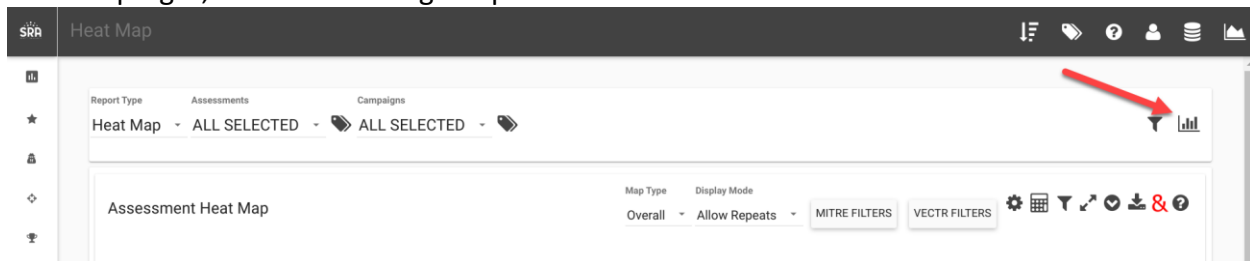 SRA Heat Map
Report Type Assessments Campaigns
Heat Map ALL SELECTED ALL SELECTED
Map Type Display Mode
Assessment Heat Map Overall Allow Repeats MITRE FILTERS VECTR FILTERS &